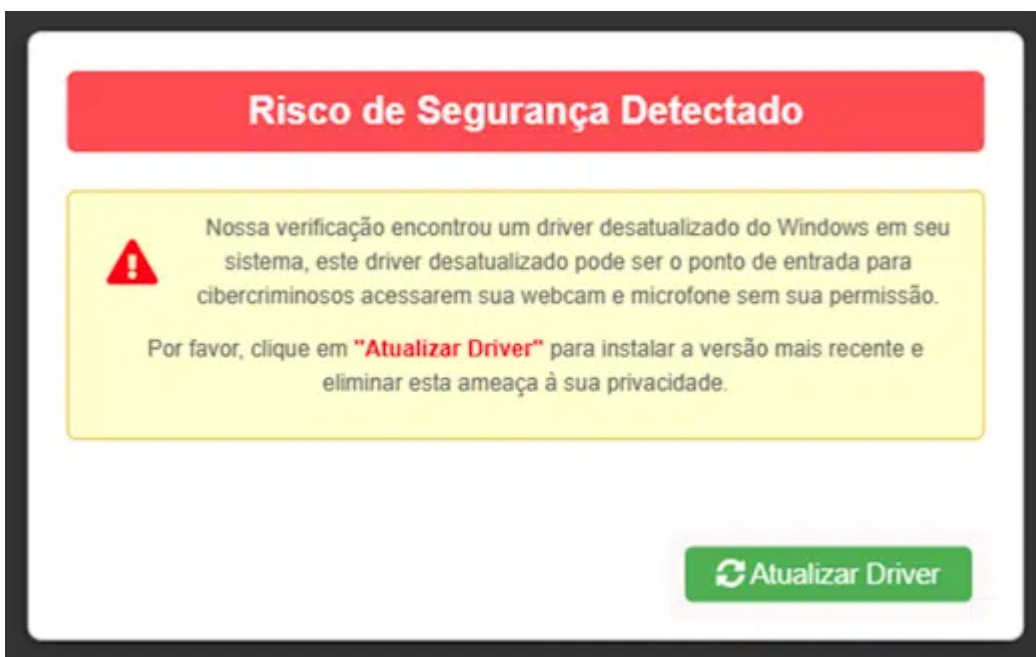 Risco de Segurança Detectado
Nossa verificação encontrou um driver desatualizado do Windows em seu
sistema, este driver desatualizado pode ser o ponto de entrada para
cibercriminosos acessarem sua webcam e microfone sem sua permissão.
Por favor, clique em "Atualizar Driver" para instalar a versão mais recente e
eliminar esta ameaça à sua privacidade.
Atualizar Driver